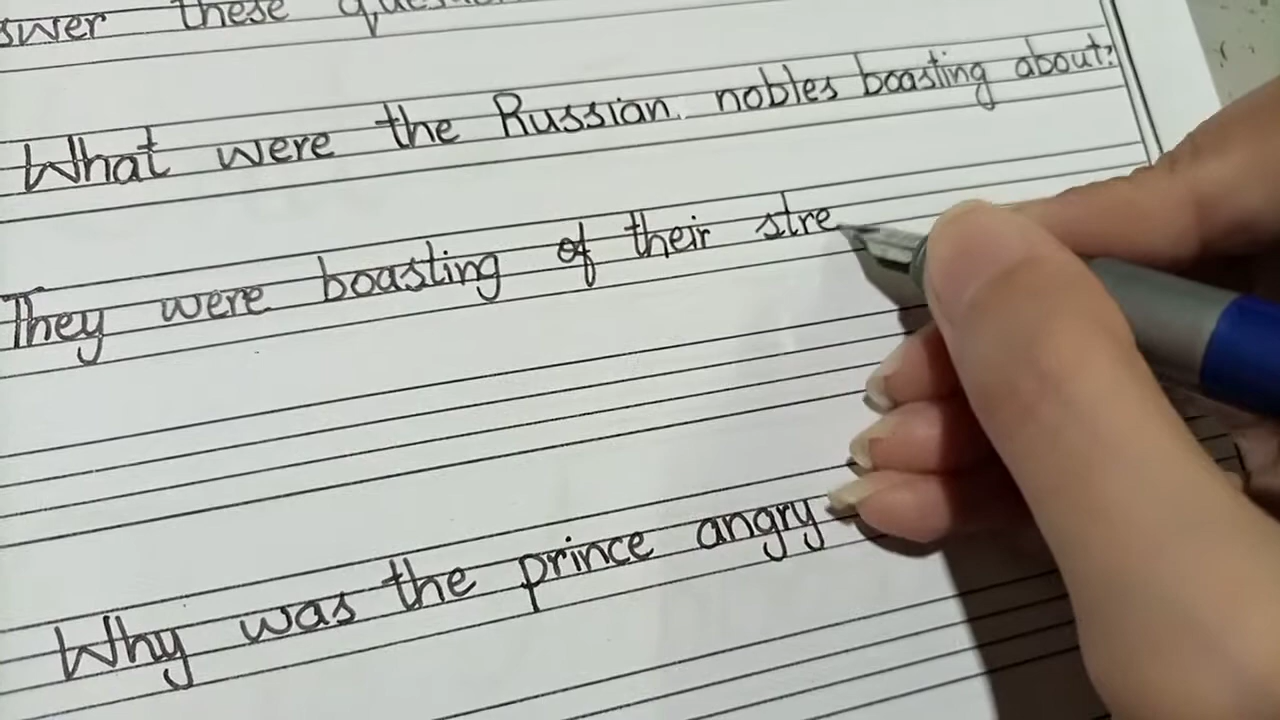 swer these
What were the Russian nobles boasting about?
They were boasting of their stre
Why was the prince angry